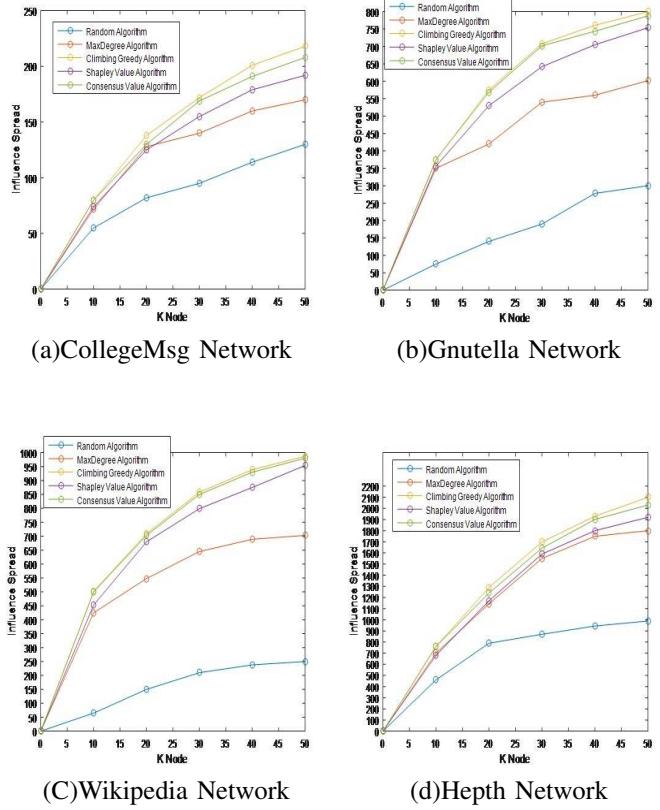 Random Algorithm
MaxDegree Algorithm
Climbing Greedy Algorithm
Shapley Value Algorithm
Consensus Value Algorithm
Influence Spread
250
200
150
100
50
0
0 5 10 15 20 25 30 35 40 45 50
K Node
(a)CollegeMsg Network
Random Algorithm
MaxDegree Algorithm
Climbing Greedy Algorithm
Shapley Value Algorithm
Consensus Value Algorithm
Influence Spread
800
750
700
650
600
550
500
450
400
350
300
250
200
150
100
50
0
0 5 10 15 20 25 30 35 40 45 50
K Node
(b)Gnutella Network
Random Algorithm
MaxDegree Algorithm
Climbing Greedy Algorithm
Shapley Value Algorithm
Consensus Value Algorithm
Influence Spread
1000
950
900
850
800
750
700
650
600
550
500
450
400
350
300
250
200
150
100
50
0
0 5 10 15 20 25 30 35 40 45 50
K Node
(C)Wikipedia Network
Random Algorithm
MaxDegree Algorithm
Climbing Greedy Algorithm
Shapley Value Algorithm
Consensus Value Algorithm
Influence Spread
2200
2100
2000
1900
1800
1700
1600
1500
1400
1300
1200
1100
1000
900
800
700
600
500
400
300
200
100
0
0 5 10 15 20 25 30 35 40 45 50
K Node
(d)Hepth Network